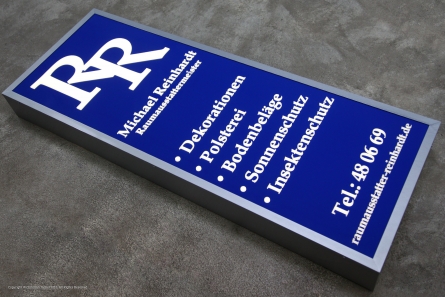 RR
Michael Reinhardt
Raumausstattermeister
• Dekorationen
• Polsterei
• Bodenbeläge
• Sonnenschutz
• Insektenschutz
Tel.: 48 06 69
raumausstatter-reinhardt.de